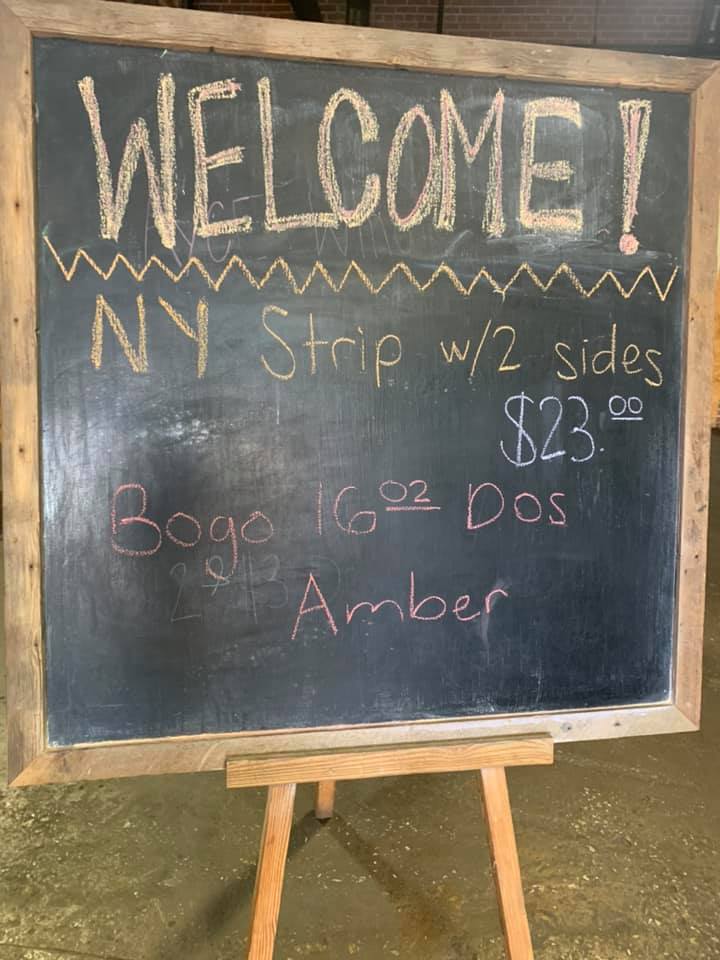 WELCOME!
NY Strip w/2 sides
$23.00
Bogo 16oz Dos
Amber